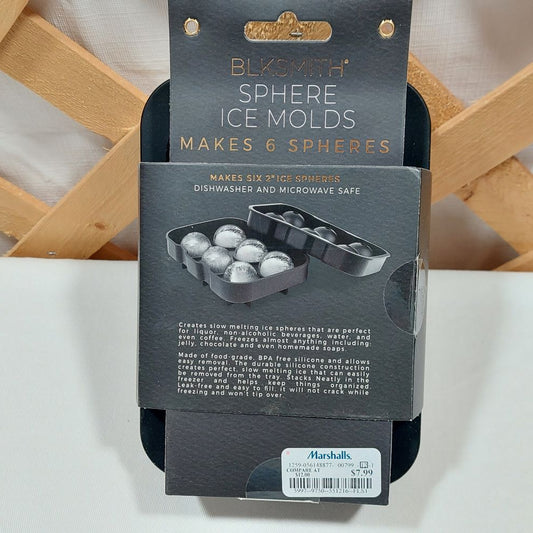 BLKSMITH
SPHERE
ICE MOLDS
MAKES 6 SPHERES
MAKES SIX 2" ICE SPHERES
DISHWASHER AND MICROWAVE SAFE
Creates slow melting ice spheres that are perfect
for liquor, non-alcoholic beverages, water, and
even coffee. Freezes almost anything including:
jelly, chocolate and even homemade soaps.
Made of food grade, BPA free silicone and allows
easy removal. The durable silicone construction
creates perfect, slow melting ice that can easily
be removed from the tray. Stacks Neatly in the
freezer and helps keep things organized.
Leak-free and easy to fill, it will not crack while
freezing and won't tip over.
Marshalls.
COMPARE AT
$12.00
$7.99